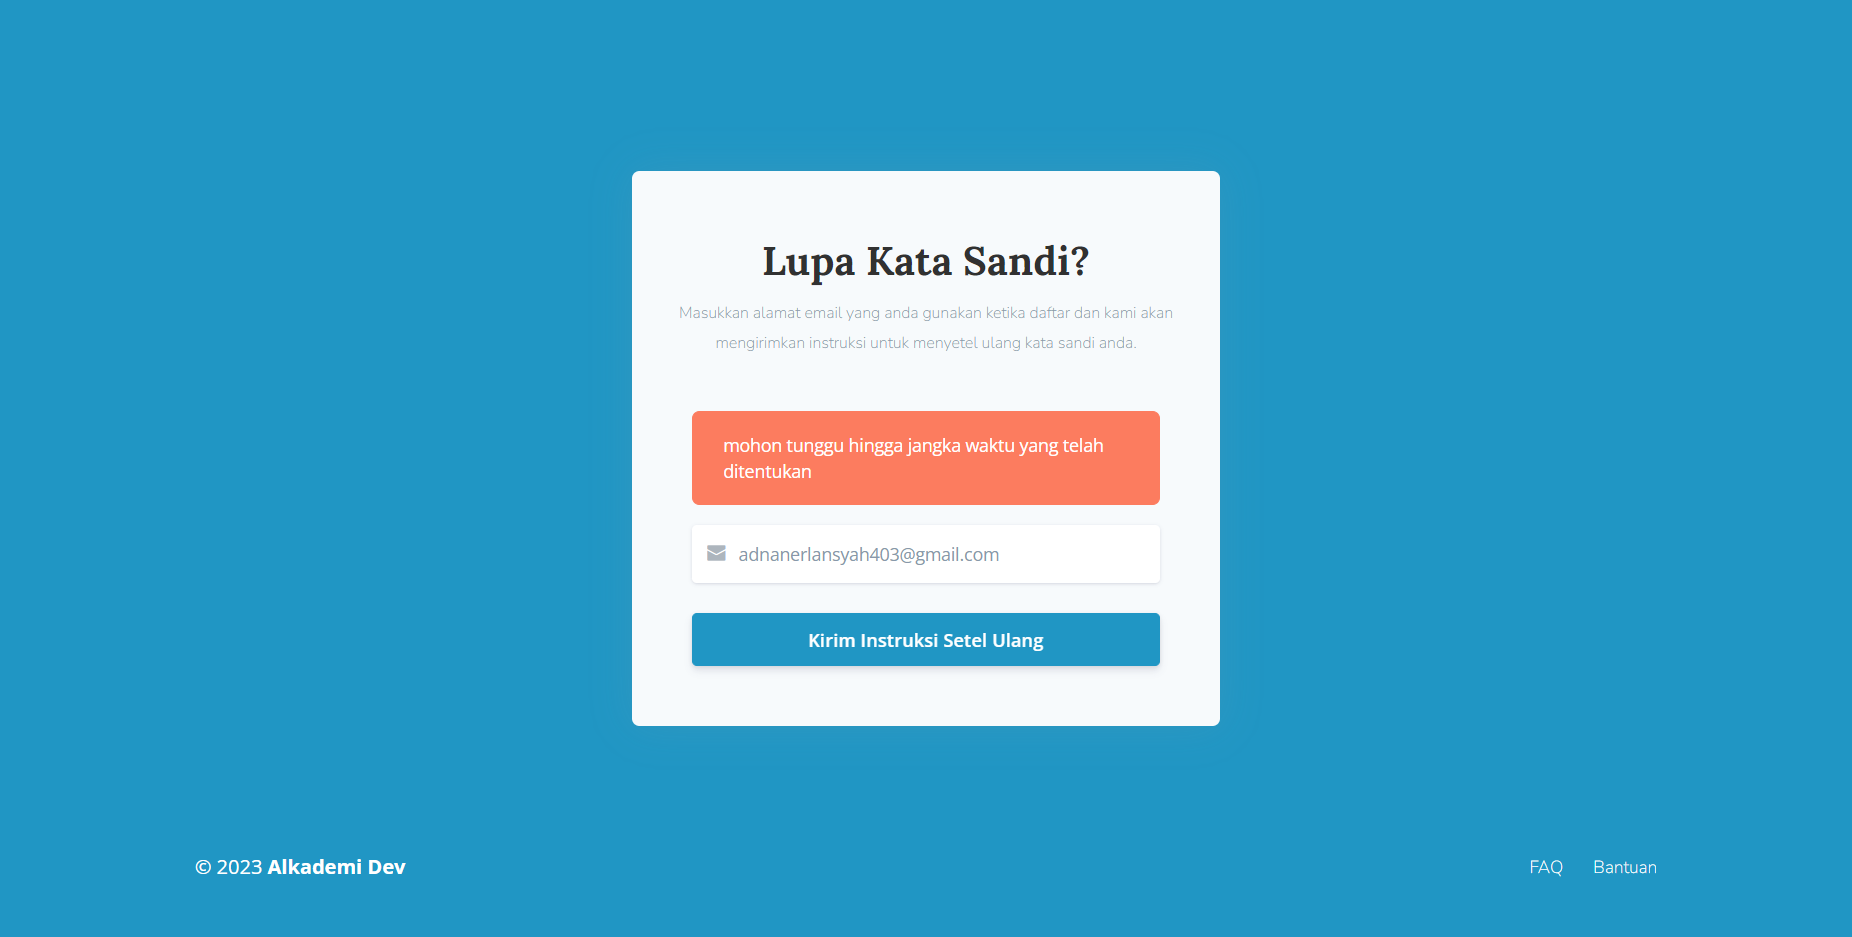 Lupa Kata Sandi?
Masukkan alamat email yang anda gunakan ketika daftar dan kami akan
mengirimkan instruksi untuk menyetel ulang kata sandi anda.
mohon tunggu hingga jangka waktu yang telah
ditentukan
adnanerlansyah403@gmail.com
Kirim Instruksi Setel Ulang
© 2023 Alkademi Dev
FAQ Bantuan